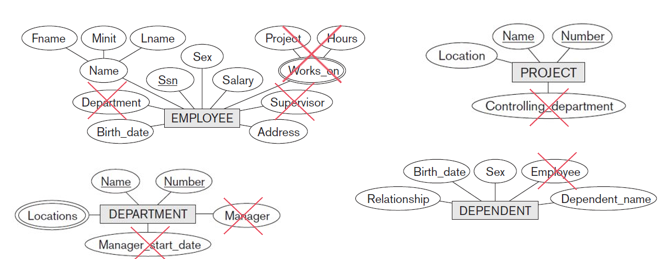 Fname
Minit
Lname
Name
Sex
Ssn
Salary
Project
Hours
Works_on
Department
Supervisor
EMPLOYEE
Birth_date
Address
Name
Number
Location
PROJECT
Controlling_department
Name
Number
Locations
DEPARTMENT
Manager
Manager_start_date
Birth_date
Sex
Employee
Relationship
Dependent_name
DEPENDENT